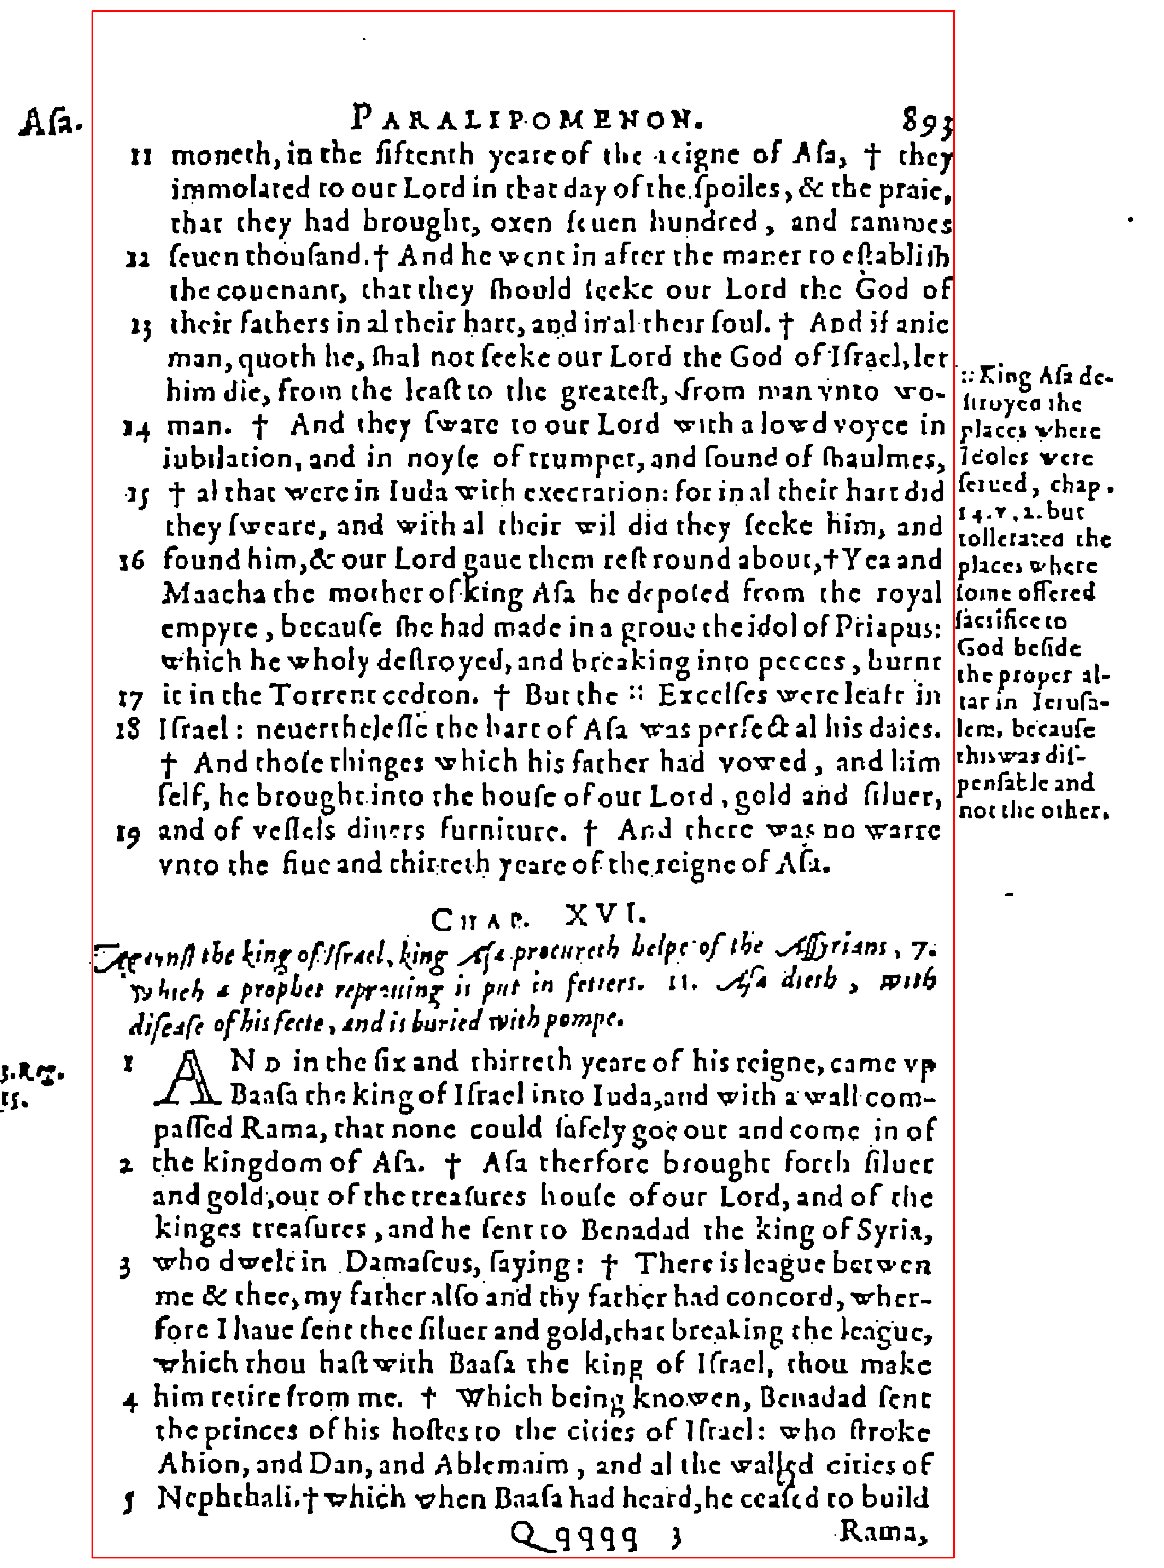 Aſa. PARALIPOMENON. 893
11 moneth, in the fiftenth yeare of the reigne of Aſa, † they
immolated to our Lord in that day of the ſpoiles, & the praie,
that they had brought, oxen ſeuen hundred, and rammes
12 ſeuen thouſand. † And he went in after the maner to eſtabliſh
the couenant, that they ſhould ſeeke our Lord the God of
13 their fathers in al their hart, and in al their ſoul. † And if anie
man, quoth he, ſhal not ſeeke our Lord the God of Iſrael, let
him die, from the leaſt to the greateſt, from man vnto wo-
14 man. † And they ſware to our Lord with a lowd voyce in
iubilation, and in noyſe of trumpet, and ſound of ſhaulmes,
15 † al that were in Iuda with execration: for in al their hart did
they ſweare, and with al their wil did they ſeeke him, and
16 found him, & our Lord gaue them reſt round about, † Yea and
Maacha the mother of king Aſa he depoſed from the royal
empyre, becauſe ſhe had made in a groue the idol of Priapus:
which he wholy deſtroyed, and breaking into peeces, burnt
17 it in the Torrent cedron. † But the :: Excelſes were leaft in
18 Iſrael: neuertheleſſe the hart of Aſa was perfect al his daies.
† And thoſe thinges which his father had vowed, and him
ſelf, he brought into the houſe of our Lord, gold and ſiluer,
19 and of veſſels diuers furniture. † And there was no warre
vnto the fiue and thirteth yeare of the reigne of Aſa.
:: King Aſa de-
ſtroyed the
places where
Idoles were
ſerued, chap.
14. v. 2. but
tollerated the
places where
ſome offered
ſacrifice to
God beſide
the proper al-
tar in Ieruſa-
lem, becauſe
this was diſ-
penſable and
not the other.
CHAP. XVI.
Againſt the king of Iſrael, king Aſa procureth helpe of the Aſſyrians, 7.
which a prophet reprouing is put in fetters. 11. Aſa dieth, with
diſeaſe of his feete, and is buried with pompe.
3. Reg.
15.
1 AND in the ſix and thirteth yeare of his reigne, came vp
Baaſa the king of Iſrael into Iuda, and with a wall com-
paſſed Rama, that none could ſafely goe out and come in of
2 the kingdom of Aſa. † Aſa therfore brought forth ſiluer
and gold, out of the treaſures houſe of our Lord, and of the
kinges treaſures, and he ſent to Benadad the king of Syria,
3 who dwelt in Damaſcus, ſaying: † There is league betwen
me & thee, my father alſo and thy father had concord, wher-
fore I haue ſent thee ſiluer and gold, that breaking the league,
which thou haſt with Baaſa the king of Iſrael, thou make
4 him retire from me. † Which being knowen, Benadad ſent
the princes of his hoſtes to the cities of Iſrael: who ſtroke
Ahion, and Dan, and Ablemaim, and al the walled cities of
5 Nephthali. † which when Baaſa had heard, he ceaſed to build
Qqqqq 3 Rama,